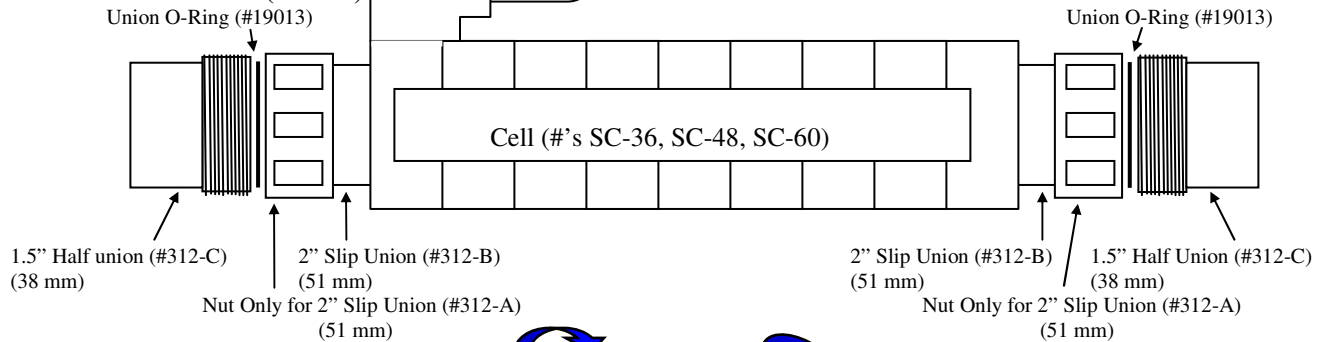 Union O-Ring (#19013)
Union O-Ring (#19013)
Cell (#’s SC-36, SC-48, SC-60)
1.5” Half union (#312-C)
(38 mm)
2” Slip Union (#312-B)
(51 mm)
Nut Only for 2” Slip Union (#312-A)
(51 mm)
2” Slip Union (#312-B)
(51 mm)
1.5” Half Union (#312-C)
(38 mm)
Nut Only for 2” Slip Union (#312-A)
(51 mm)